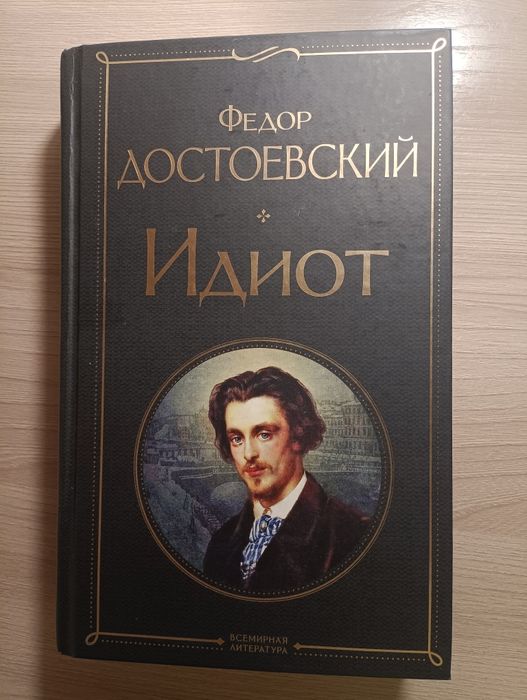 ФЕДОР
ДОСТОЕВСКИЙ
ИДИОТ
ВСЕМИРНАЯ
ЛИТЕРАТУРА